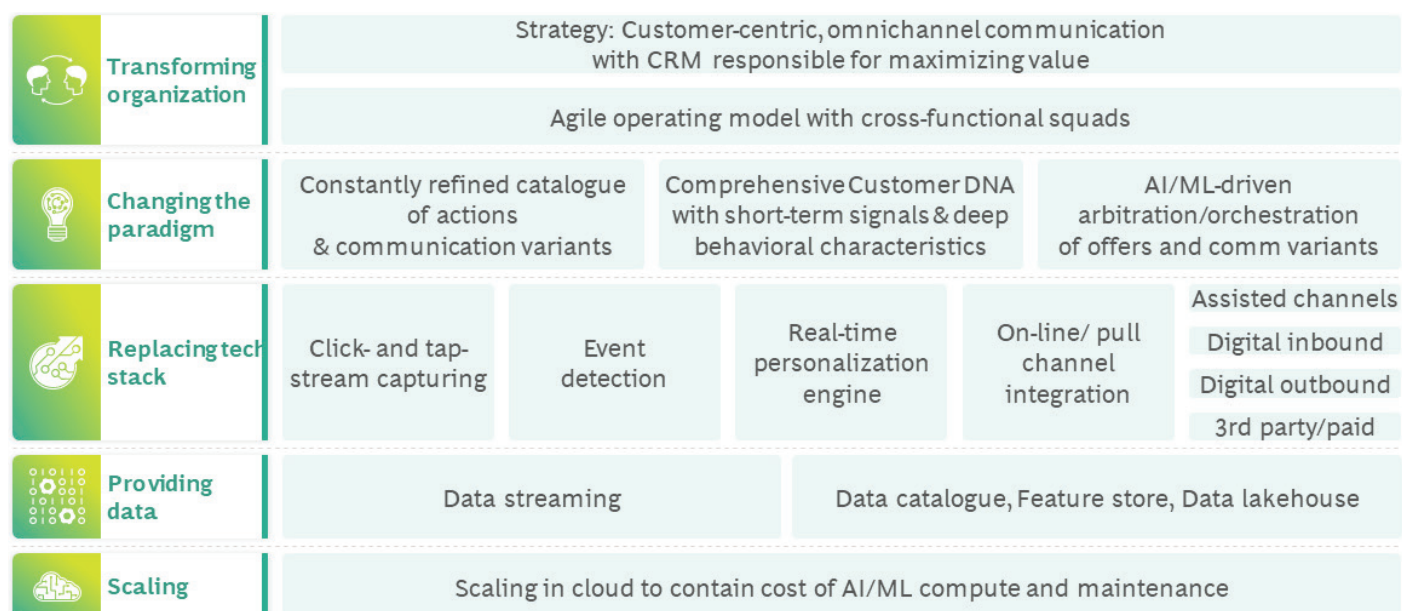 Transforming
organization
Strategy: Customer-centric, omnichannel communication
with CRM responsible for maximizing value
Agile operating model with cross-functional squads
Changing the
paradigm
Constantly refined catalogue
of actions
& communication variants
Comprehensive Customer DNA
with short-term signals & deep
behavioral characteristics
AI/ML-driven
arbitration/orchestration
of offers and comm variants
Replacing tech
stack
Click- and tap-
stream capturing
Event
detection
Real-time
personalization
engine
On-line/ pull
channel
integration
Assisted channels
Digital inbound
Digital outbound
3rd party/paid
Providing
data
Data streaming
Data catalogue, Feature store, Data lakehouse
Scaling
Scaling in cloud to contain cost of AI/ML compute and maintenance